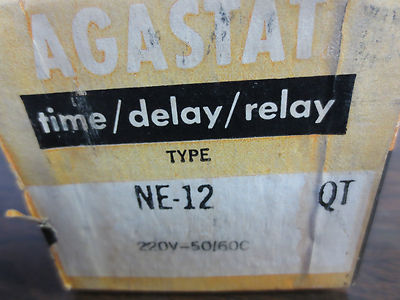 AGASTAT
time/delay/relay
TYPE
NE-12 QT
220V-50/60C